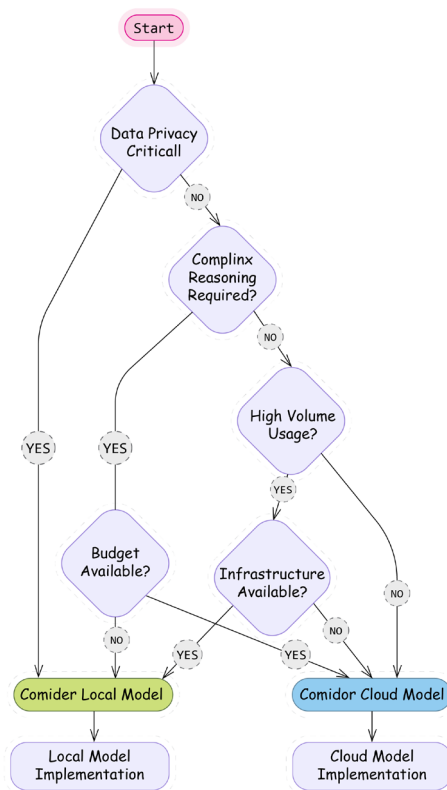 Start
Data Privacy
Criticall
NO
Complinx
Reasoning
Required?
NO
High Volume
Usage?
YES
YES
YES
Budget
Available?
Infrastructure
Available?
NO
NO
NO
YES
YES
Comider Local Model
Comidor Cloud Model
Local Model
Implementation
Cloud Model
Implementation